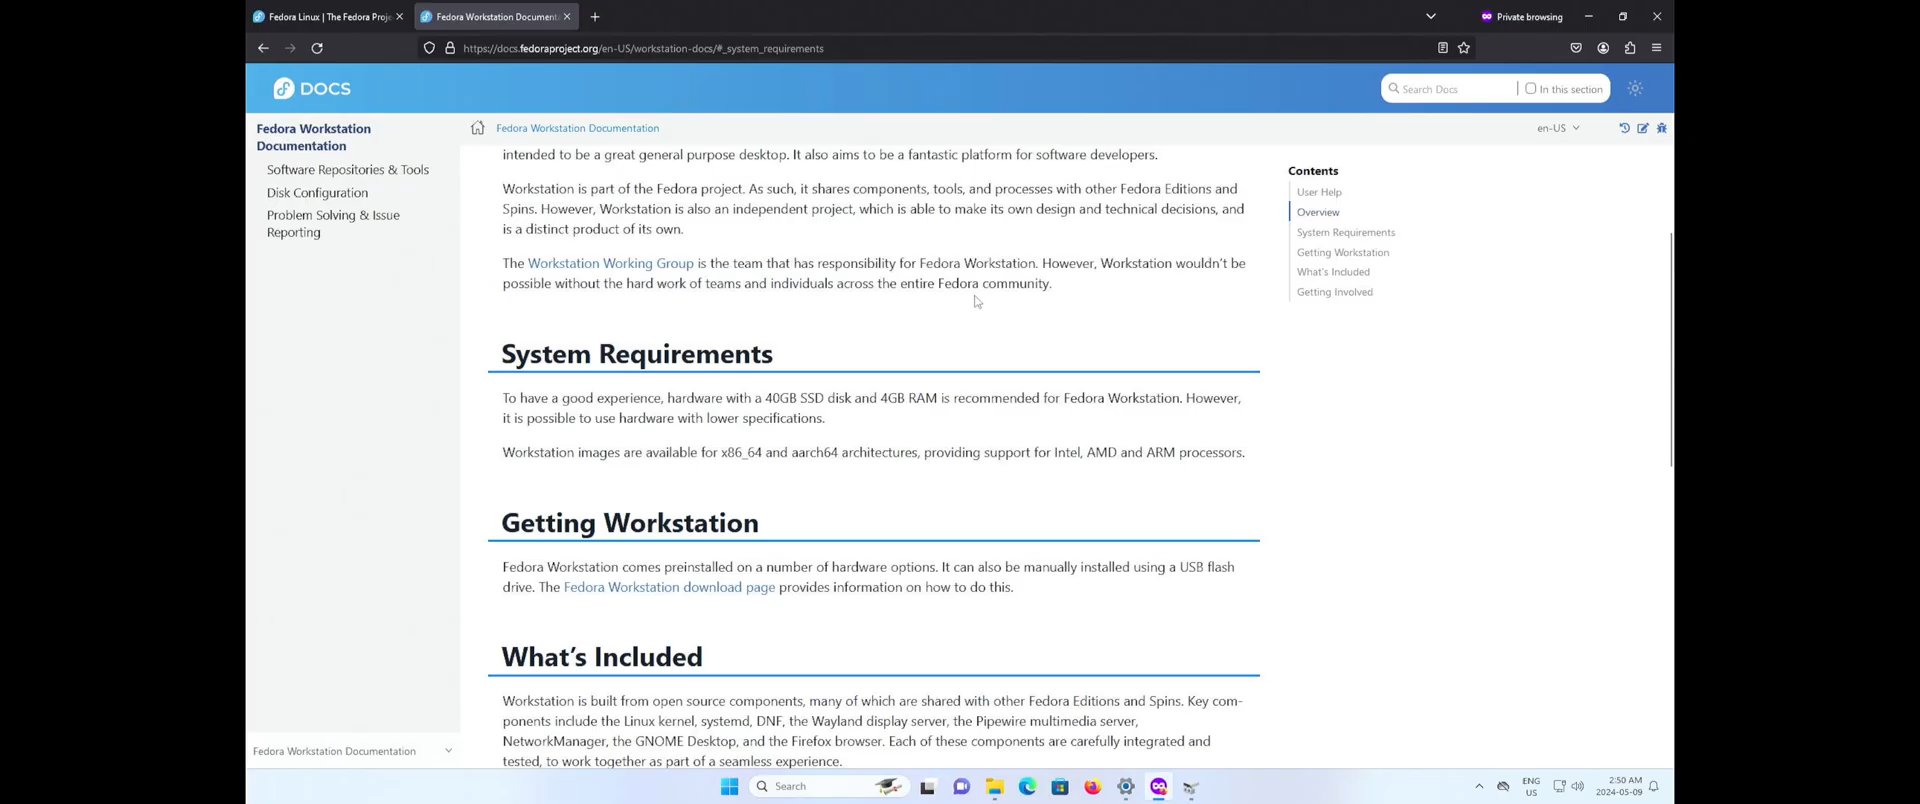 Fedora Linux | The Fedora Proje
Fedora Workstation Documentat
Private browsing
https://docs.fedoraproject.org/en-US/workstation-docs/#_system_requirements
DOCS
Search Docs
In this section
Fedora Workstation
Documentation
Software Repositories & Tools
Disk Configuration
Problem Solving & Issue
Reporting
Fedora Workstation Documentation
en-US
intended to be a great general purpose desktop. It also aims to be a fantastic platform for software developers.
Workstation is part of the Fedora project. As such, it shares components, tools, and processes with other Fedora Editions and
Spins. However, Workstation is also an independent project, which is able to make its own design and technical decisions, and
is a distinct product of its own.
The Workstation Working Group is the team that has responsibility for Fedora Workstation. However, Workstation wouldn't be
possible without the hard work of teams and individuals across the entire Fedora community.
System Requirements
To have a good experience, hardware with a 40GB SSD disk and 4GB RAM is recommended for Fedora Workstation. However,
it is possible to use hardware with lower specifications.
Workstation images are available for x86_64 and aarch64 architectures, providing support for Intel, AMD and ARM processors.
Getting Workstation
Fedora Workstation comes preinstalled on a number of hardware options. It can also be manually installed using a USB flash
drive. The Fedora Workstation download page provides information on how to do this.
What's Included
Workstation is built from open source components, many of which are shared with other Fedora Editions and Spins. Key com-
ponents include the Linux kernel, systemd, DNF, the Wayland display server, the Pipewire multimedia server,
NetworkManager, the GNOME Desktop, and the Firefox browser. Each of these components are carefully integrated and
tested, to work together as part of a seamless experience.
Contents
User Help
Overview
System Requirements
Getting Workstation
What's Included
Getting Involved
Fedora Workstation Documentation
Search
ENG
US
2:50 AM
2024-05-09